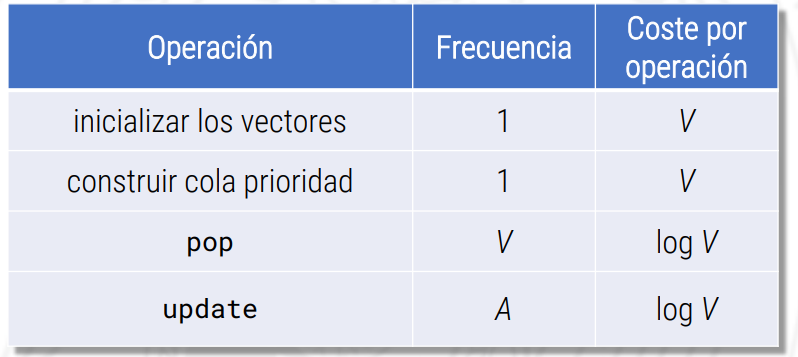 Operación Frecuencia Coste por
operación
inicializar los vectores 1 V
construir cola prioridad 1 V
pop V log V
update A log V